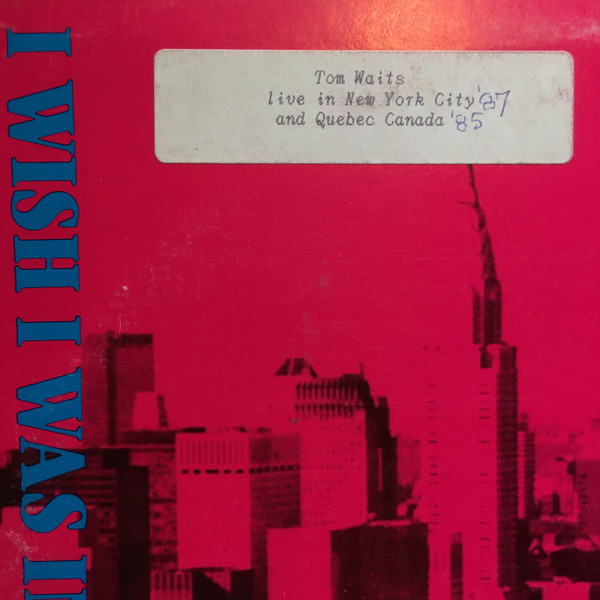 I WISH I WAS I
Tom Waits
live in New York City '87
and Quebec Canada '85